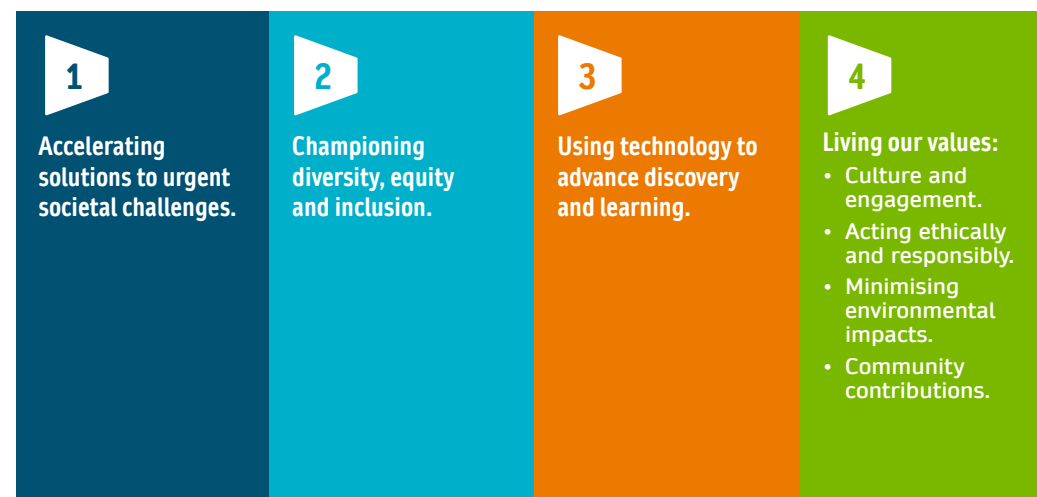 1
Accelerating
solutions to urgent
societal challenges.
2
Championing
diversity, equity
and inclusion.
3
Using technology to
advance discovery
and learning.
4
Living our values:
• Culture and
engagement.
• Acting ethically
and responsibly.
• Minimising
environmental
impacts.
• Community
contributions.